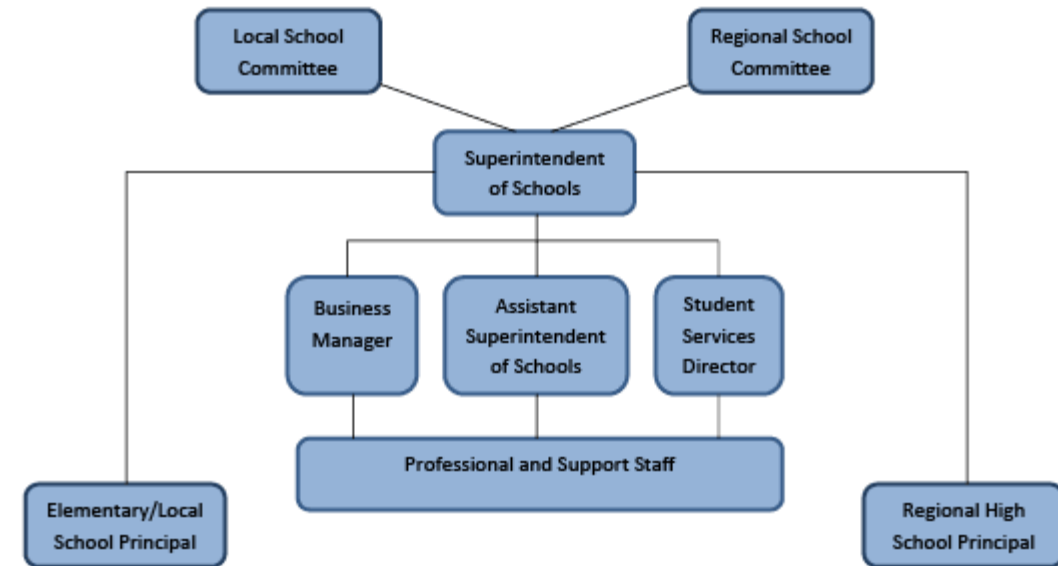 Local School
Committee
Regional School
Committee
Superintendent
of Schools
Business
Manager
Assistant
Superintendent
of Schools
Student
Services
Director
Professional and Support Staff
Elementary/Local
School Principal
Regional High
School Principal